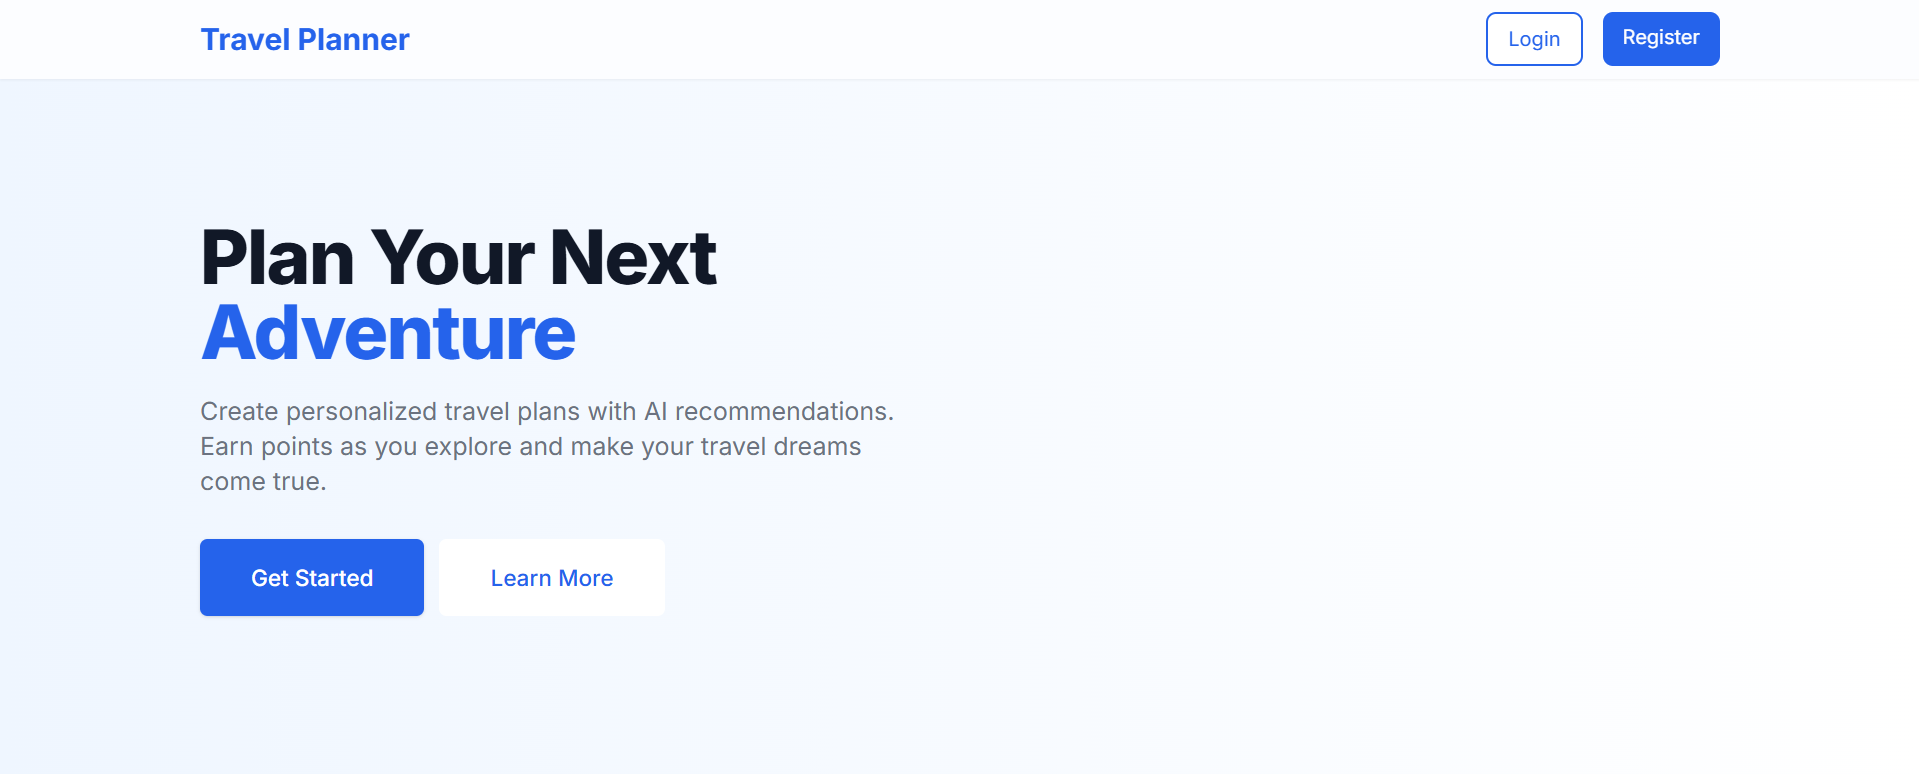 Travel Planner
Login
Register
Plan Your Next
Adventure
Create personalized travel plans with AI recommendations.
Earn points as you explore and make your travel dreams
come true.
Get Started
Learn More